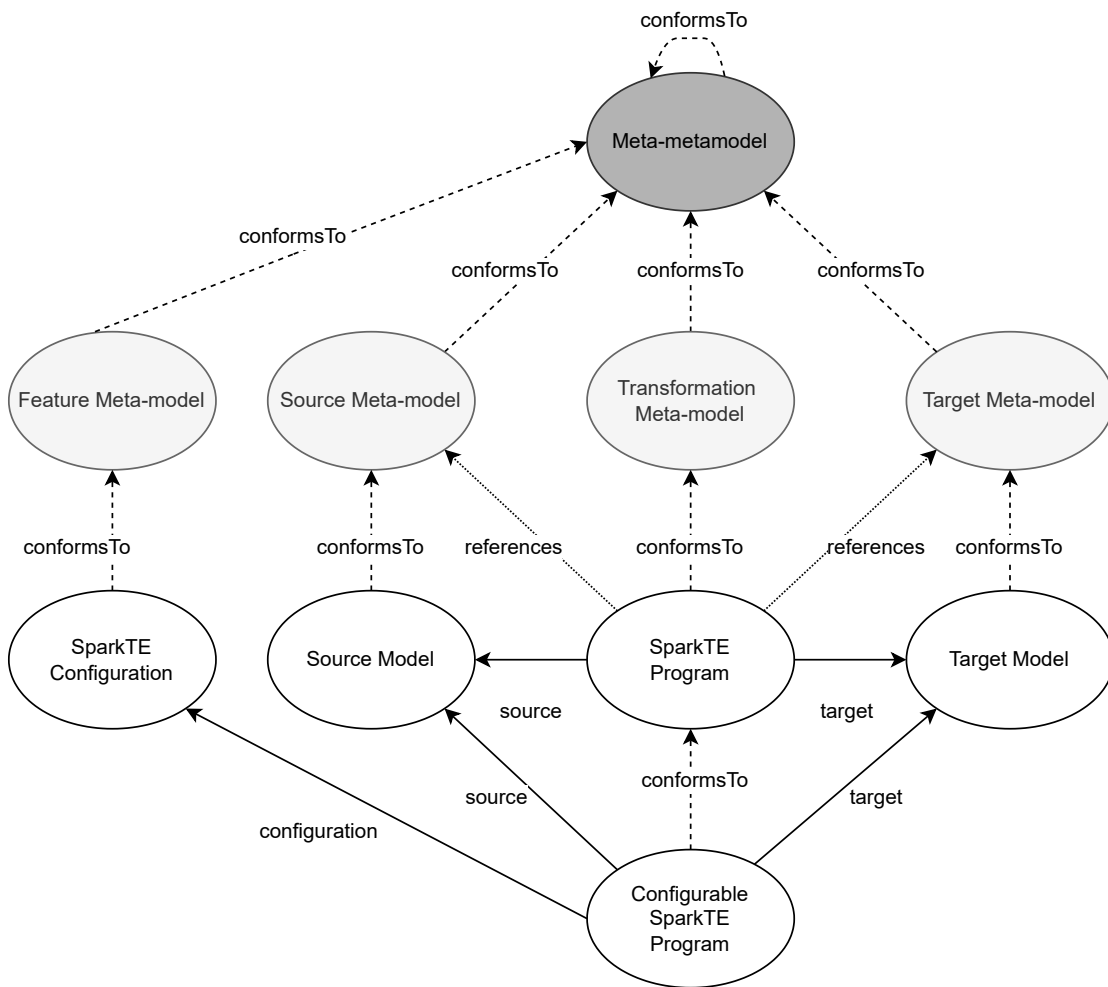 conformsTo
conformsTo
Meta-metamodel
conformsTo
conformsTo
conformsTo
conformsTo
Feature Meta-model
Source Meta-model
Transformation
Meta-model
Target Meta-model
conformsTo
conformsTo
references
conformsTo
references
conformsTo
SparkTE
Configuration
Source Model
SparkTE
Program
Target Model
source
target
conformsTo
source
target
configuration
Configurable
SparkTE
Program